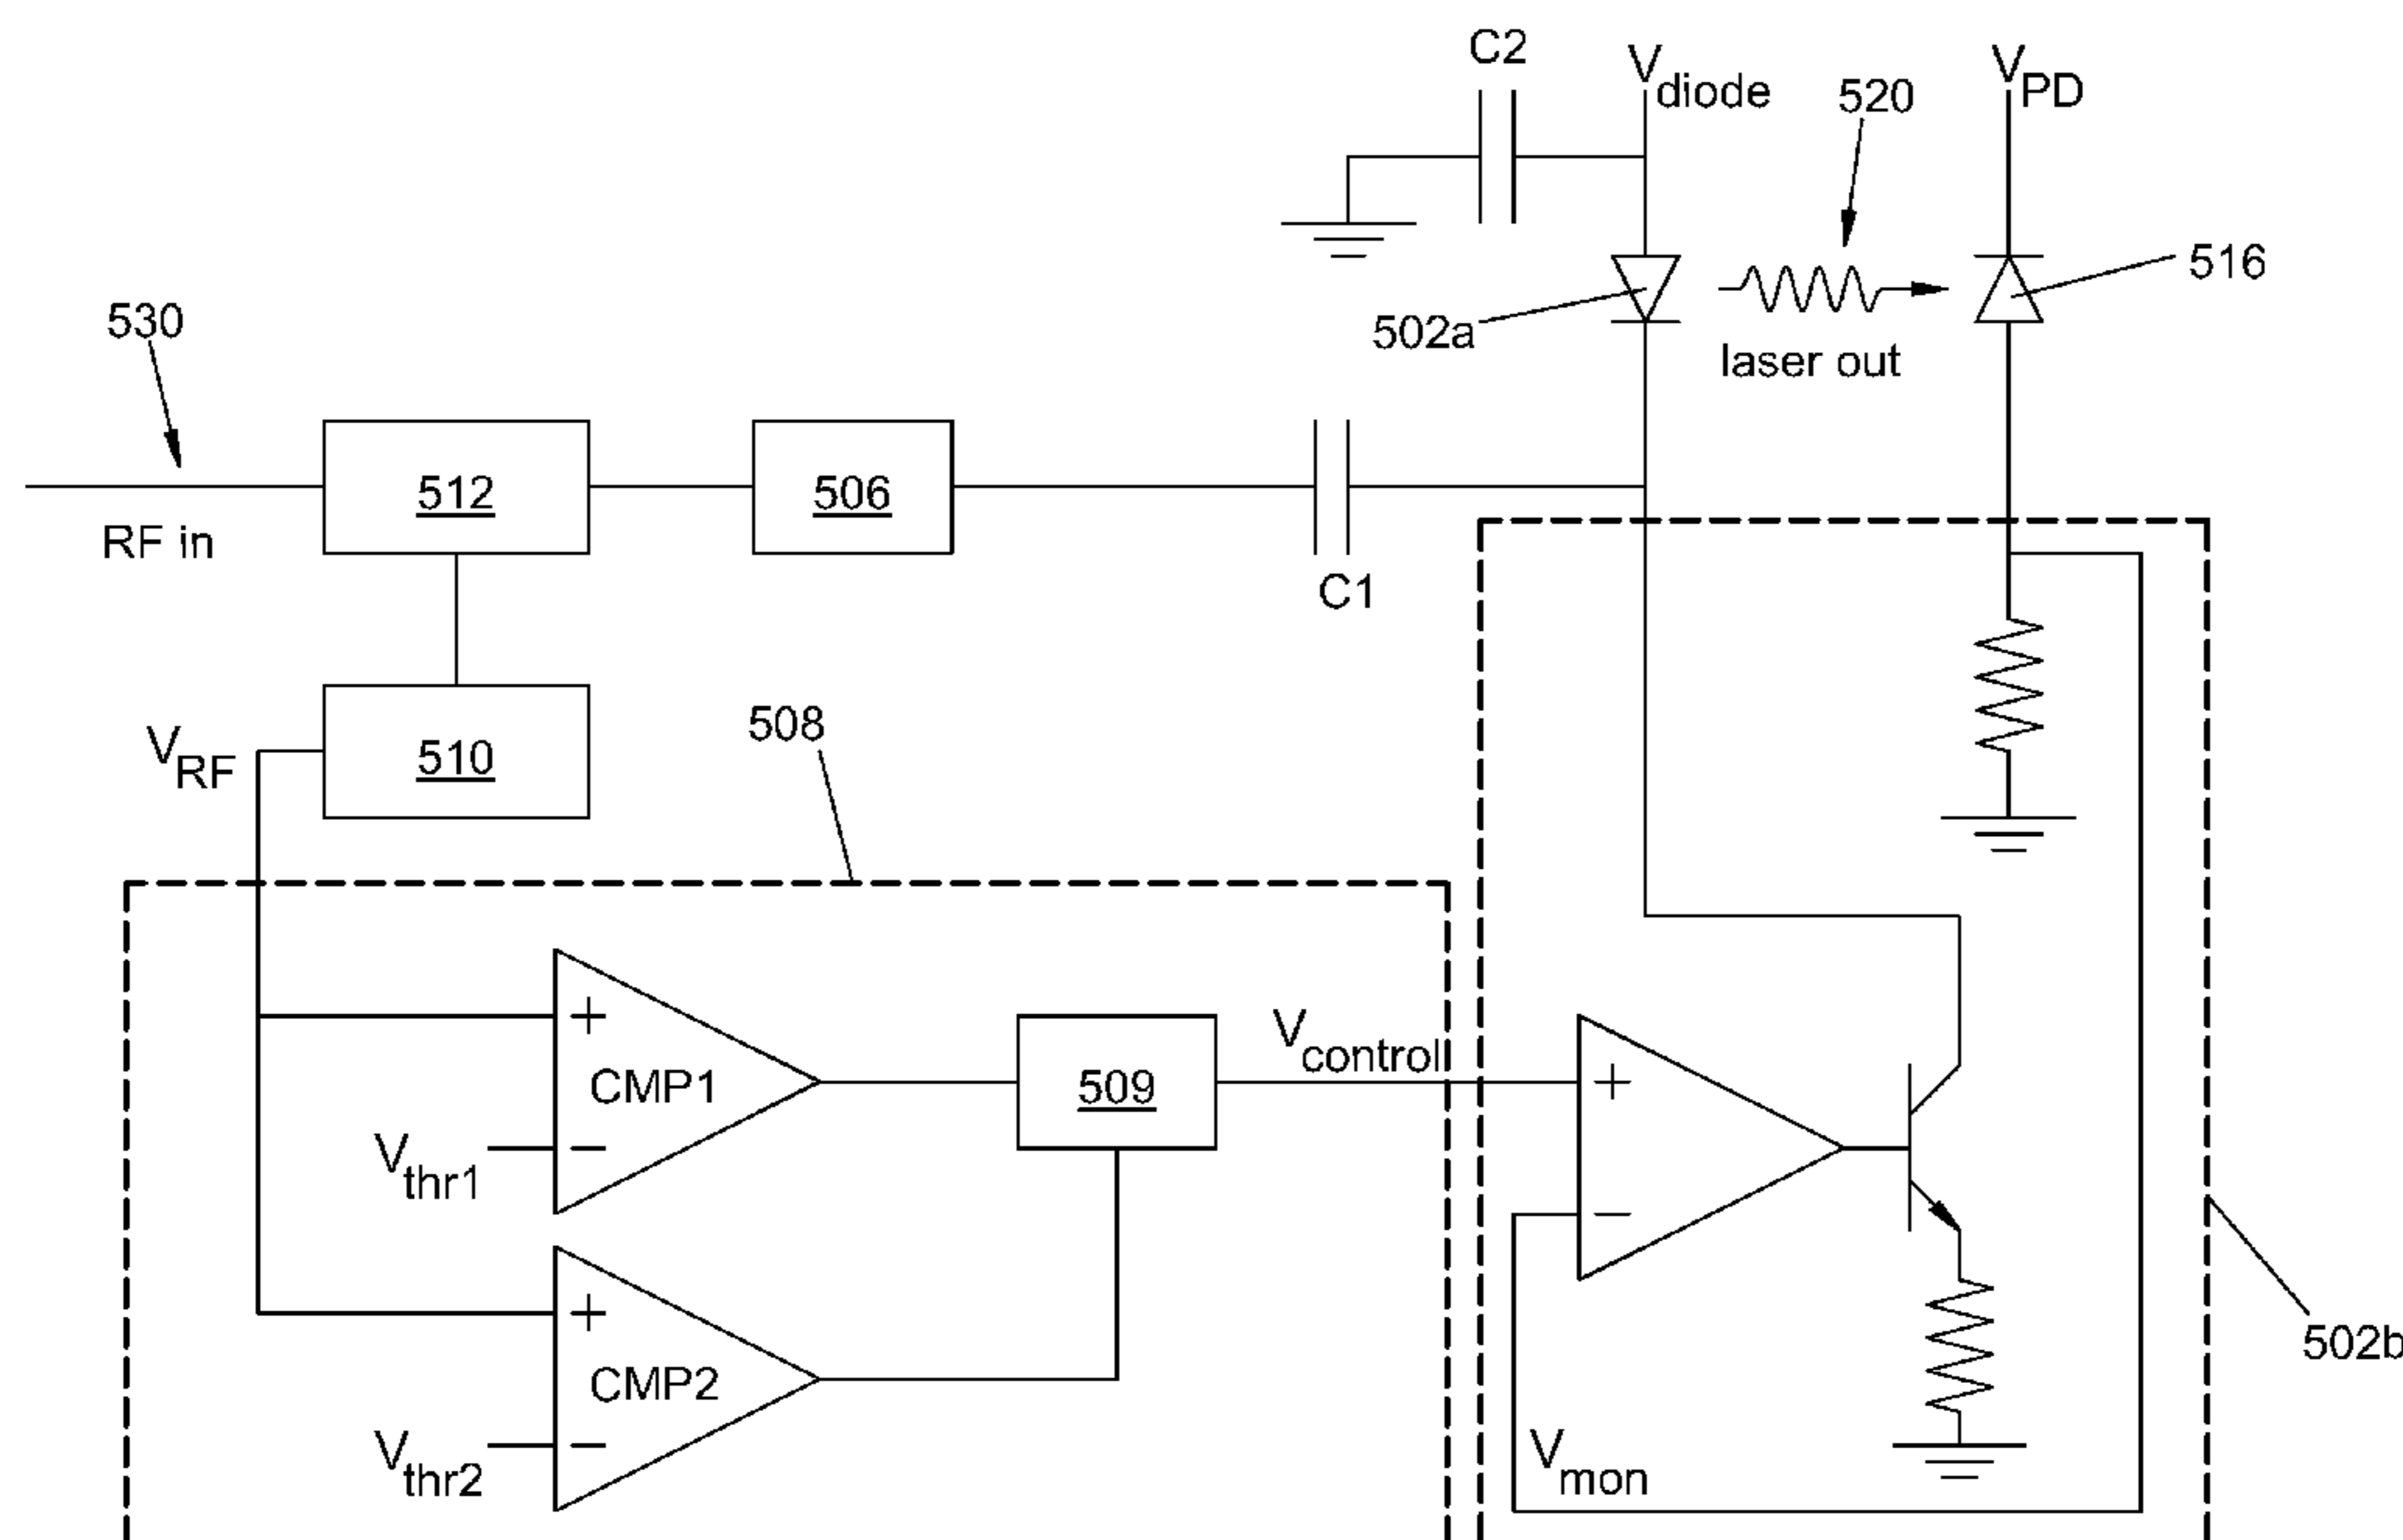 C2
Vdiode
VPD
520
516
502a
laser out
530
RF in
512
506
C1
VRF
510
508
+
CMP1
−
Vthr1
509
Vcontrol
+
−
+
CMP2
−
Vthr2
Vmon
502b